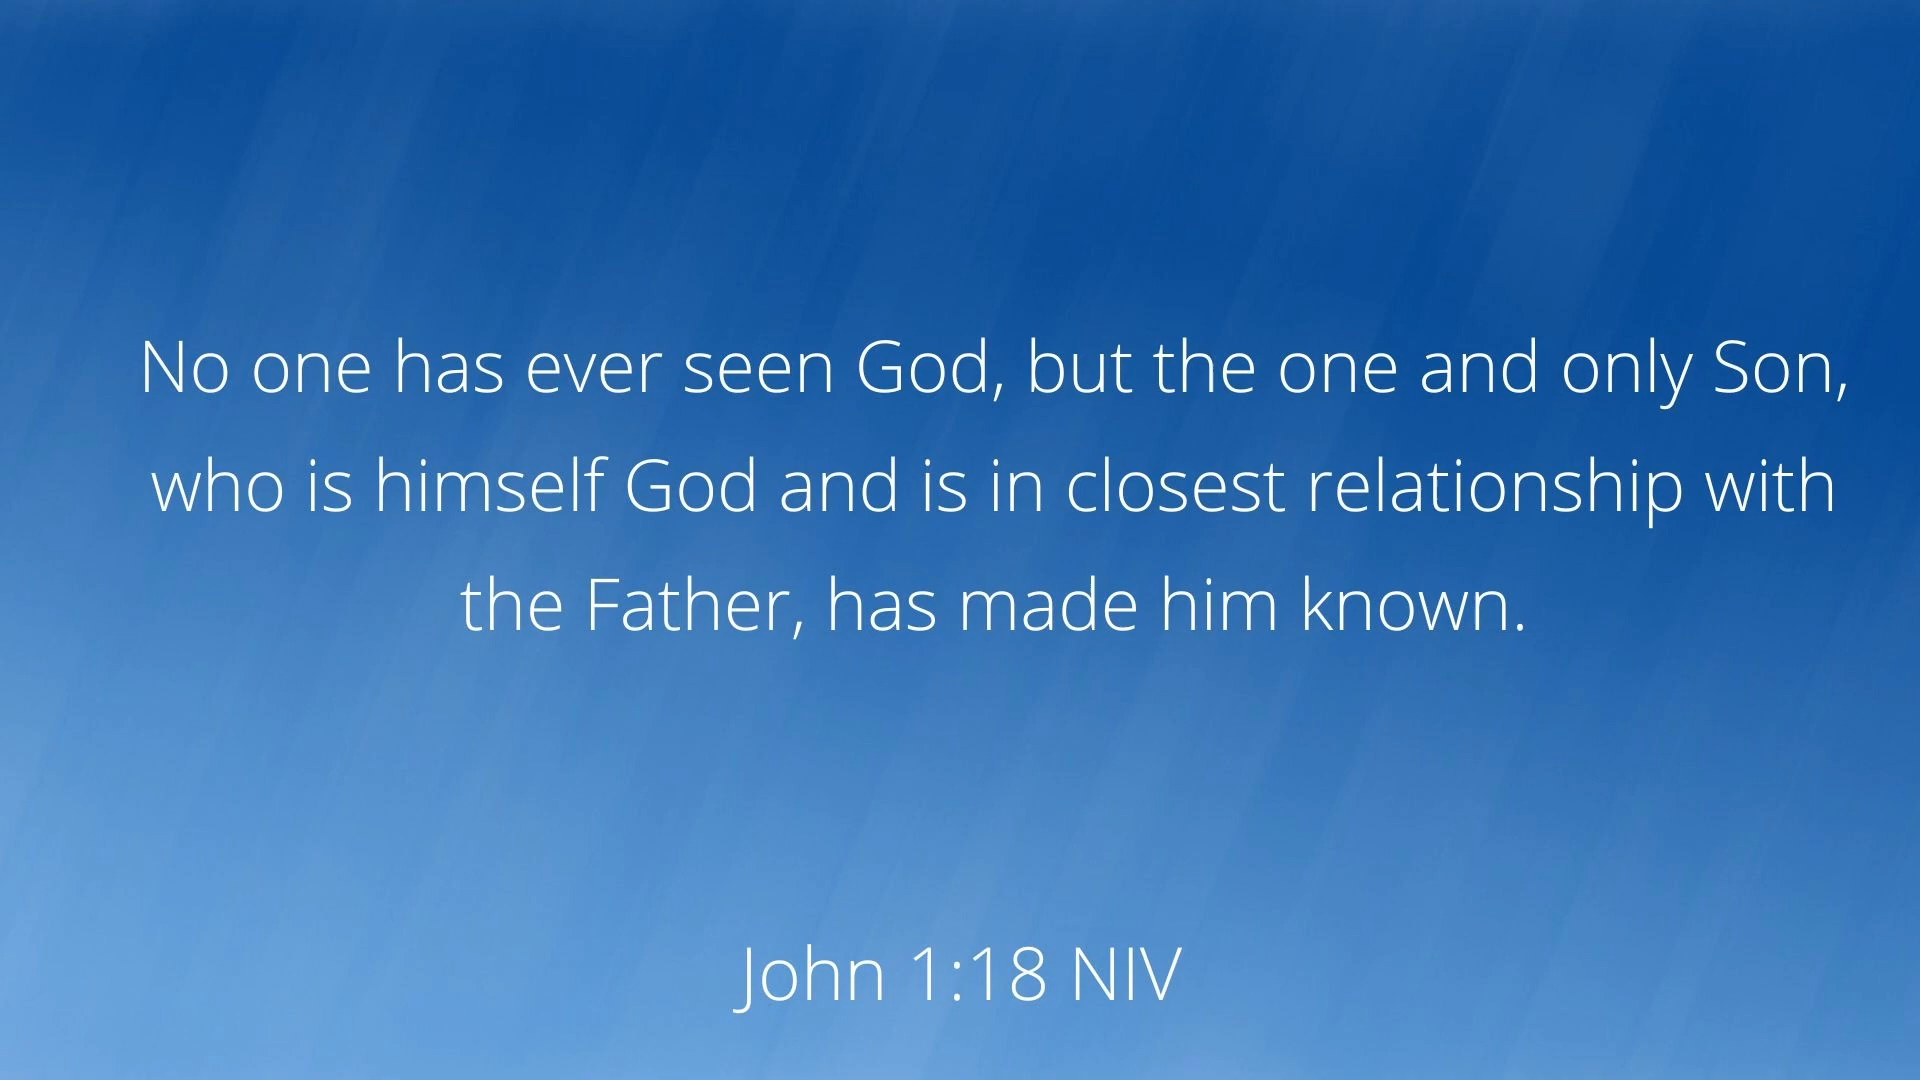 No one has ever seen God, but the one and only Son,
who is himself God and is in closest relationship with
the Father, has made him known.
John 1:18 NIV